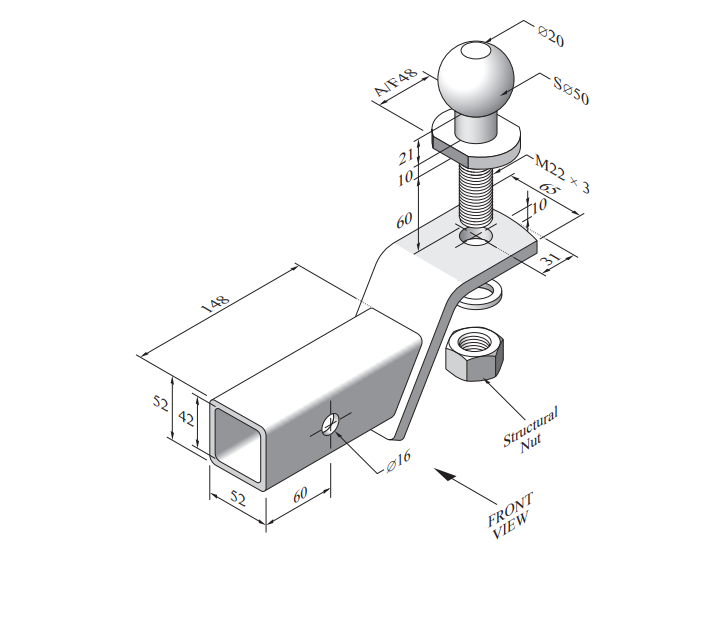 Ø20
A/F48
SØ50
21
10
M22 × 3
65
10
60
31
148
52
42
Structural
Nut
Ø16
52
60
FRONT
VIEW